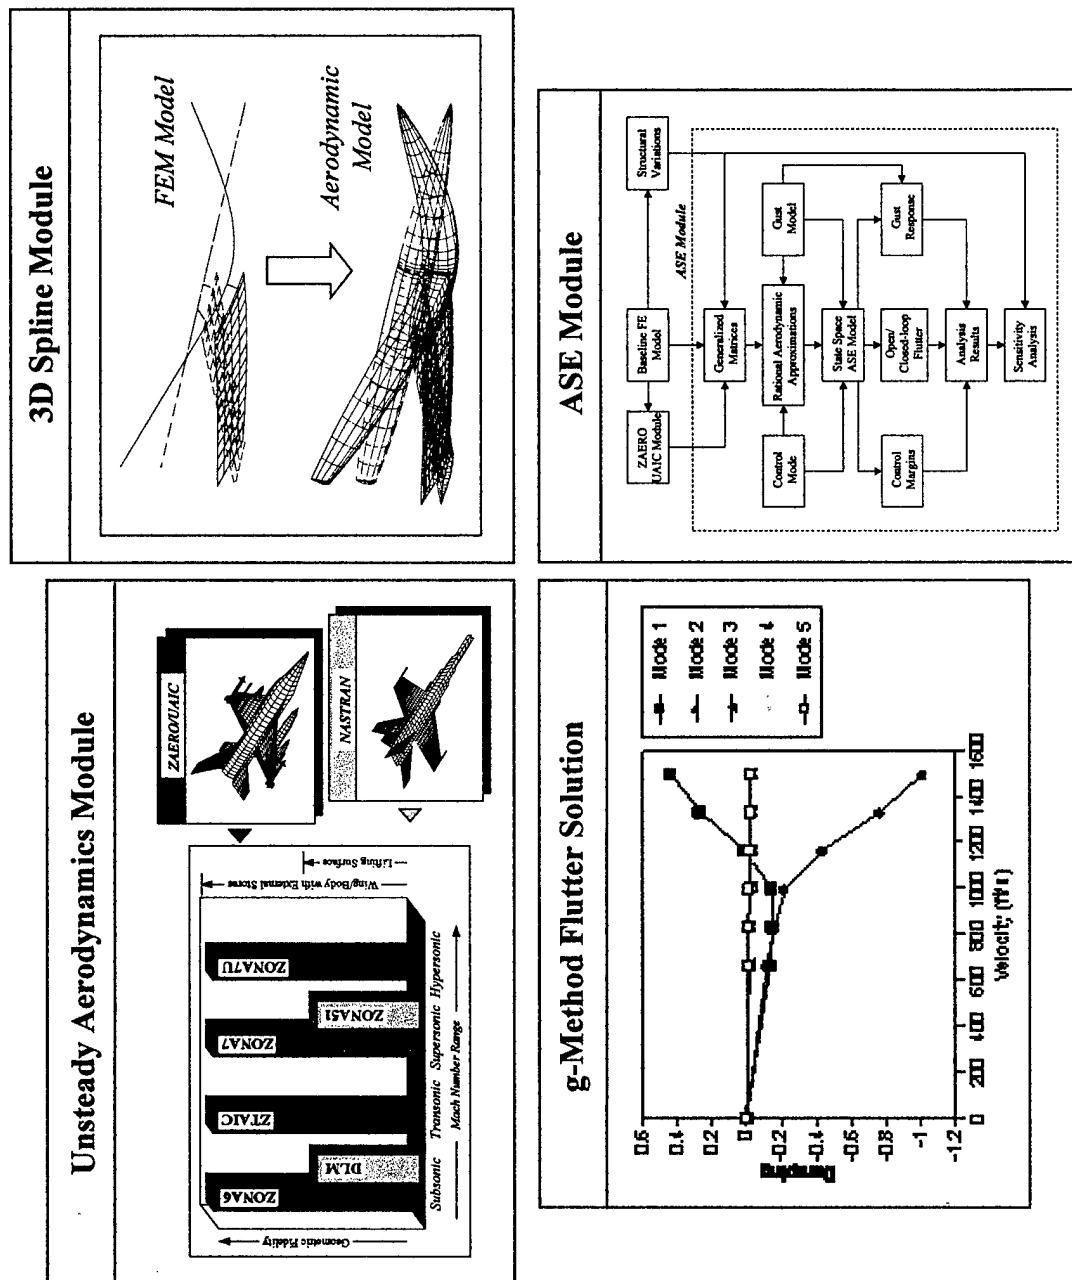 Unsteady Aerodynamics Module
Geometric Fidelity
ZONA6
DLM
ZTAIC
ZONA7
ZONA51
ZONA7U
Wing/Body with External Stores
Lifting Surface
Subsonic Transonic Supersonic Hypersonic
Mach Number Range
ZAERO/UAIC
NASTRAN
3D Spline Module
FEM Model
Aerodynamic
Model
g-Method Flutter Solution
Damping
0.6
0.4
0.2
0
-0.2
-0.4
-0.6
-0.8
-1
-1.2
0 200 400 600 800 1000 1200 1400 1600
Mode 1
Mode 2
Mode 3
Mode 4
Mode 5
ASE Module
ZAERO
UAIC Module
Baseline FE
Model
Structural
Variations
ASE Module
Generalized
Matrices
Control
Mode
Rational Aerodynamic
Approximations
Gust
Model
State Space
ASE Model
Control
Margins
Open/
Closed-loop
Flutter
Gust
Response
Analysis
Results
Sensitivity
Analysis